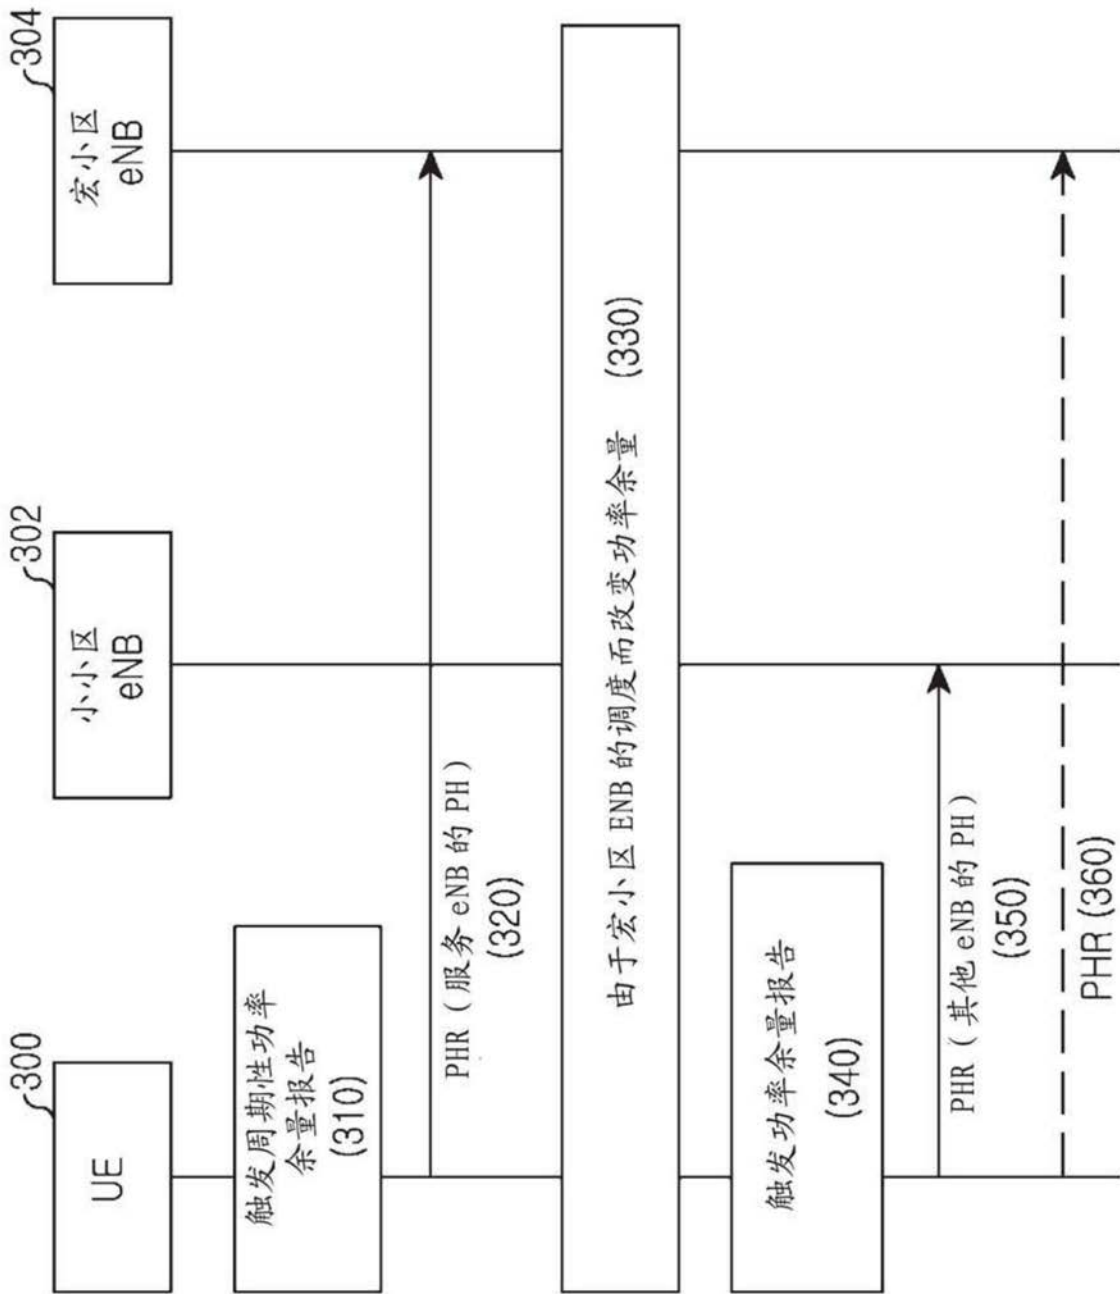 300
UE
302
小小区
eNB
304
宏小区
eNB
触发周期性功率
余量报告
(310)
PHR（服务 eNB 的 PH）
(320)
由于宏小区 ENB 的调度而改变功率余量 (330)
触发功率余量报告
(340)
PHR（其他 eNB 的 PH）
(350)
PHR (360)